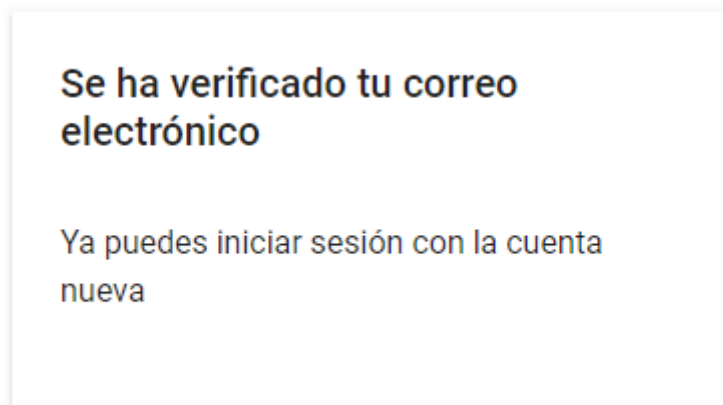 Se ha verificado tu correo
electrónico
Ya puedes iniciar sesión con la cuenta
nueva